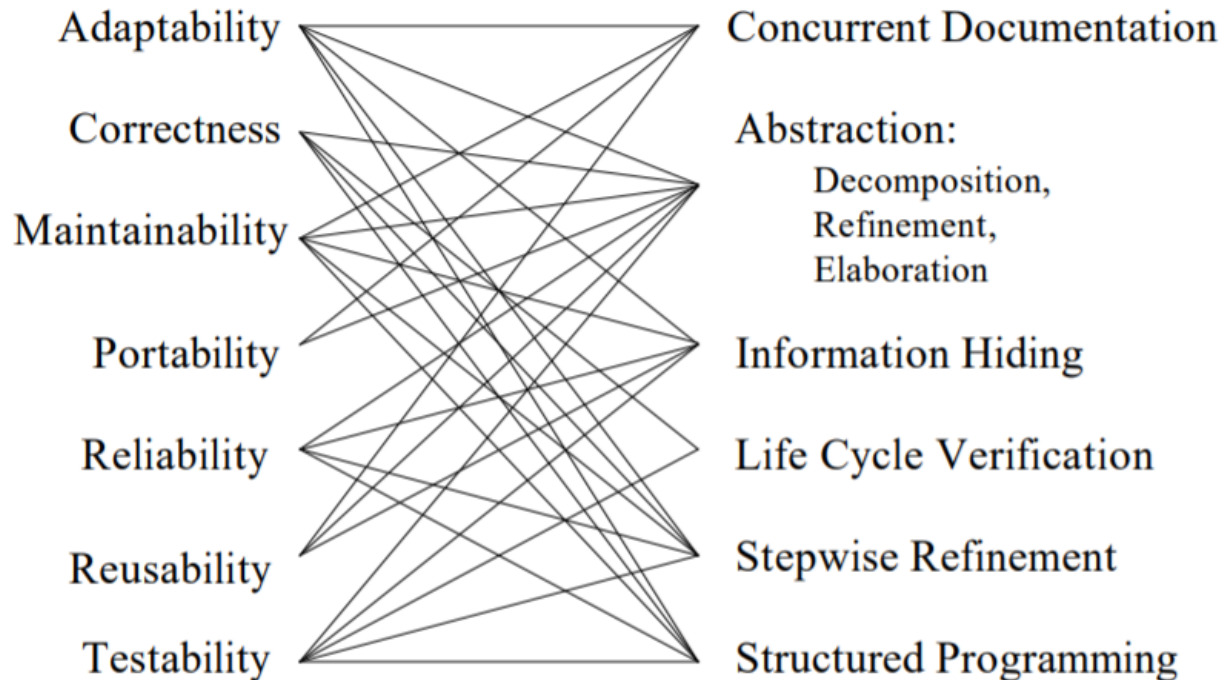 Adaptability
Correctness
Maintainability
Portability
Reliability
Reusability
Testability
Concurrent Documentation
Abstraction:
Decomposition,
Refinement,
Elaboration
Information Hiding
Life Cycle Verification
Stepwise Refinement
Structured Programming